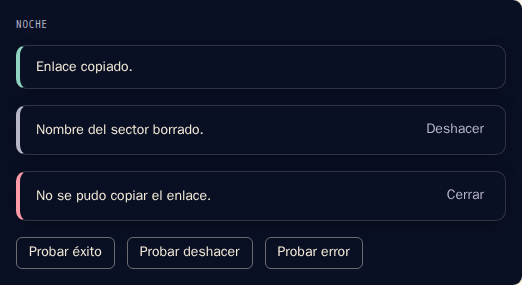 NOCHE
Enlace copiado.
Nombre del sector borrado. Deshacer
No se pudo copiar el enlace. Cerrar
Probar éxito Probar deshacer Probar error